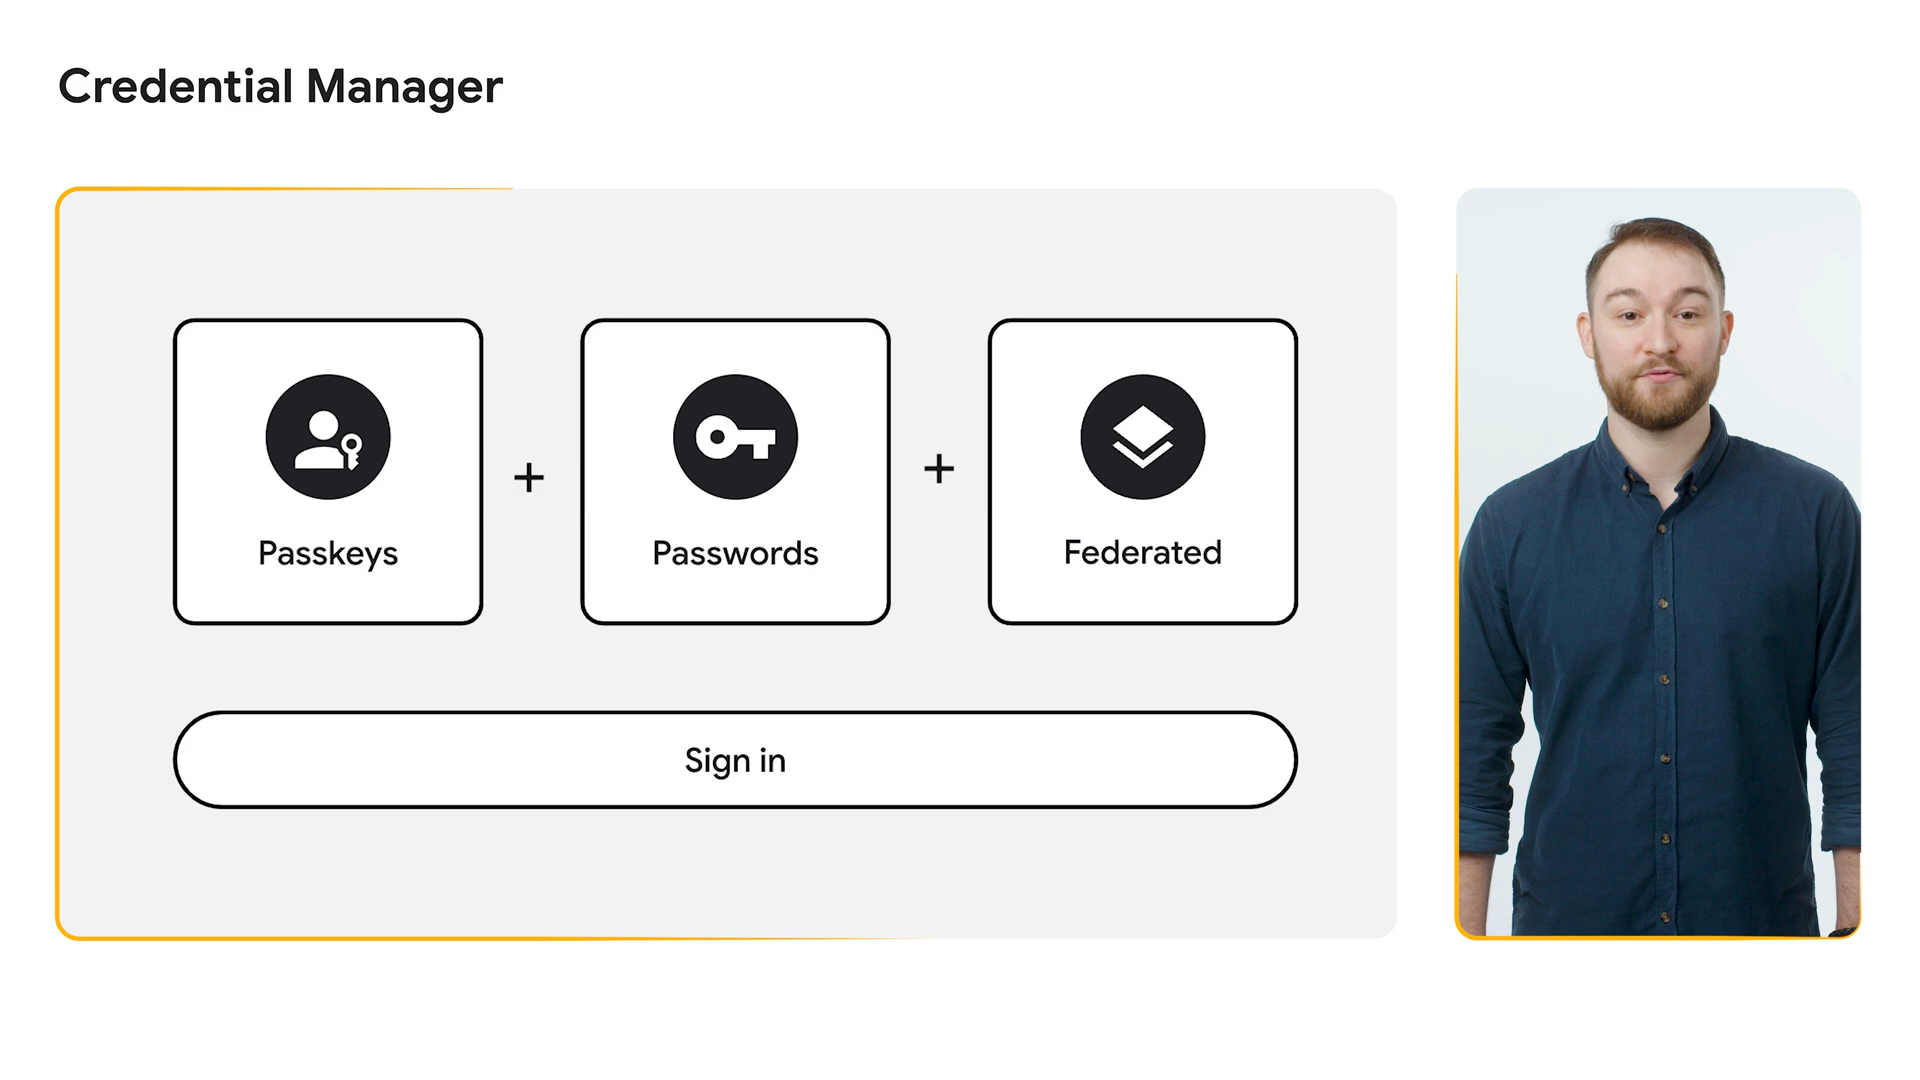 Credential Manager
Passkeys
+
Passwords
+
Federated
Sign in